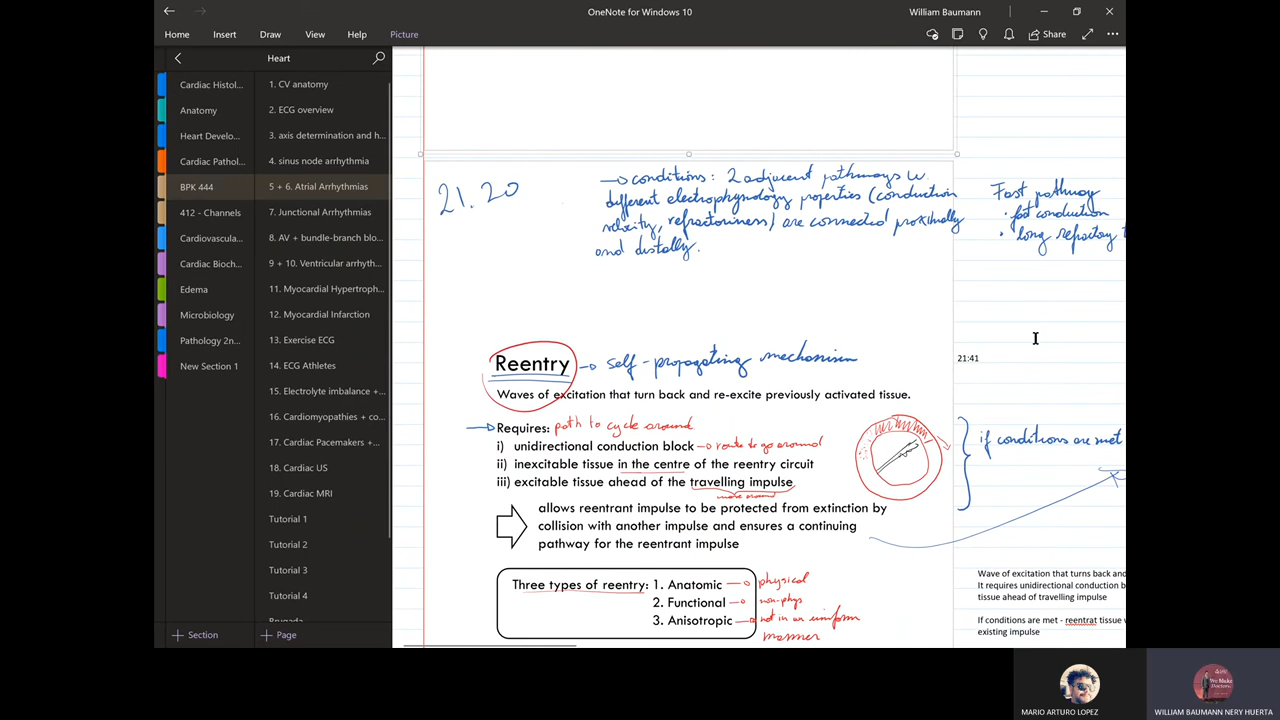 OneNote for Windows 10
William Baumann
Home
Insert
Draw
View
Help
Picture
Share
Heart
Cardiac Histol...
Anatomy
Heart Develo...
Cardiac Pathol...
BPK 444
412 - Channels
Cardiovascula...
Cardiac Bioch...
Edema
Microbiology
Pathology 2n...
New Section 1
Section
1. CV anatomy
2. ECG overview
3. axis determination and h...
4. sinus node arrhythmia
5 + 6. Atrial Arrhythmias
7. Junctional Arrhythmias
8. AV + bundle-branch blo...
9 + 10. Ventricular arryth...
11. Myocardial Hypertroph...
12. Myocardial Infarction
13. Exercise ECG
14. ECG Athletes
15. Electrolyte imbalance +...
16. Cardiomyopathies + co...
17. Cardiac Pacemakers +...
18. Cardiac US
19. Cardiac MRI
Tutorial 1
Tutorial 2
Tutorial 3
Tutorial 4
Brugada
Page
21.20
conditions: 2 adjacent pathways w.
different electrophysiology properties (conduction
velocity, refractoriness) are connected proximally
and distally.
Fast pathway
• fast conduction
• long refractory
21:41
Reentry
self-propagating mechanism
Waves of excitation that turn back and re-excite previously activated tissue.
Requires: path to cycle around
i) unidirectional conduction block route to go around
ii) inexcitable tissue in the centre of the reentry circuit
iii) excitable tissue ahead of the travelling impulse
move around
if conditions are met
allows reentrant impulse to be protected from extinction by
collision with another impulse and ensures a continuing
pathway for the reentrant impulse
Three types of reentry: 1. Anatomic physical
2. Functional non-phys
3. Anisotropic not in an uniform
manner
Wave of excitation that turns back and
It requires unidirectional conduction b
tissue ahead of travelling impulse
If conditions are met - reentrat tissue
existing impulse
MARIO ARTURO LOPEZ
WILLIAM BAUMANN NERY HUERTA